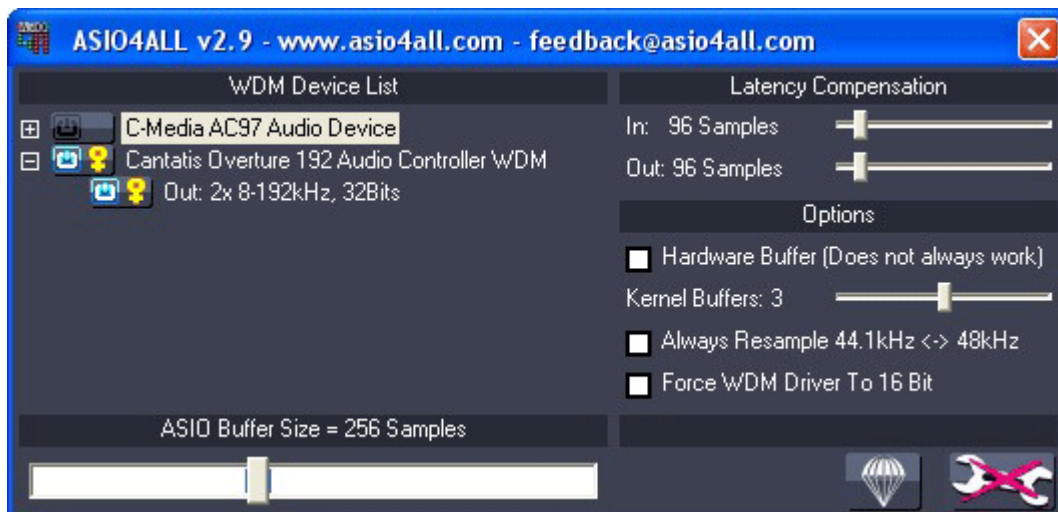 ASIO4ALL v2.9 - www.asio4all.com - feedback@asio4all.com
WDM Device List
C-Media AC97 Audio Device
Cantatis Overture 192 Audio Controller WDM
Out: 2x 8-192kHz, 32Bits
ASIO Buffer Size = 256 Samples
Latency Compensation
In: 96 Samples
Out: 96 Samples
Options
Hardware Buffer (Does not always work)
Kernel Buffers: 3
Always Resample 44.1kHz <-> 48kHz
Force WDM Driver To 16 Bit